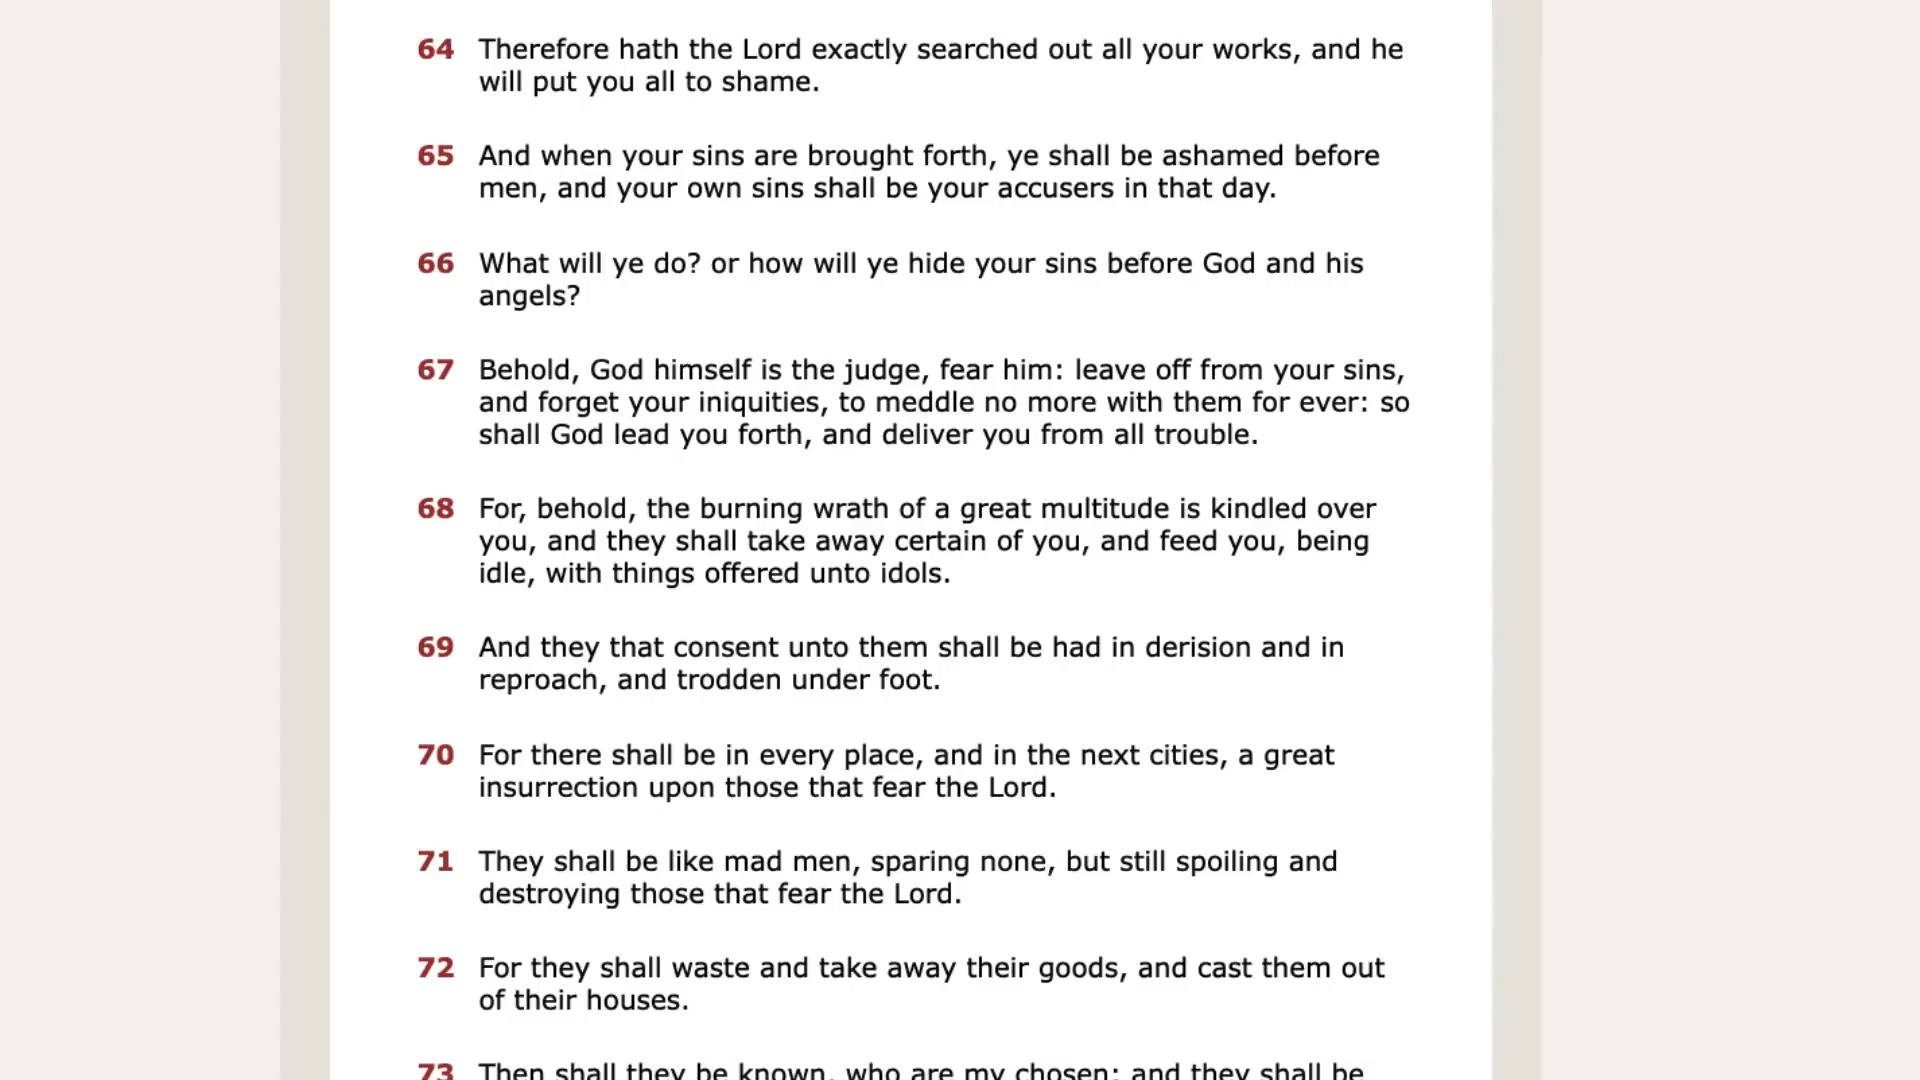 64 Therefore hath the Lord exactly searched out all your works, and he
will put you all to shame.
65 And when your sins are brought forth, ye shall be ashamed before
men, and your own sins shall be your accusers in that day.
66 What will ye do? or how will ye hide your sins before God and his
angels?
67 Behold, God himself is the judge, fear him: leave off from your sins,
and forget your iniquities, to meddle no more with them for ever: so
shall God lead you forth, and deliver you from all trouble.
68 For, behold, the burning wrath of a great multitude is kindled over
you, and they shall take away certain of you, and feed you, being
idle, with things offered unto idols.
69 And they that consent unto them shall be had in derision and in
reproach, and trodden under foot.
70 For there shall be in every place, and in the next cities, a great
insurrection upon those that fear the Lord.
71 They shall be like mad men, sparing none, but still spoiling and
destroying those that fear the Lord.
72 For they shall waste and take away their goods, and cast them out
of their houses.
73 Then shall they be known, who are my chosen; and they shall be